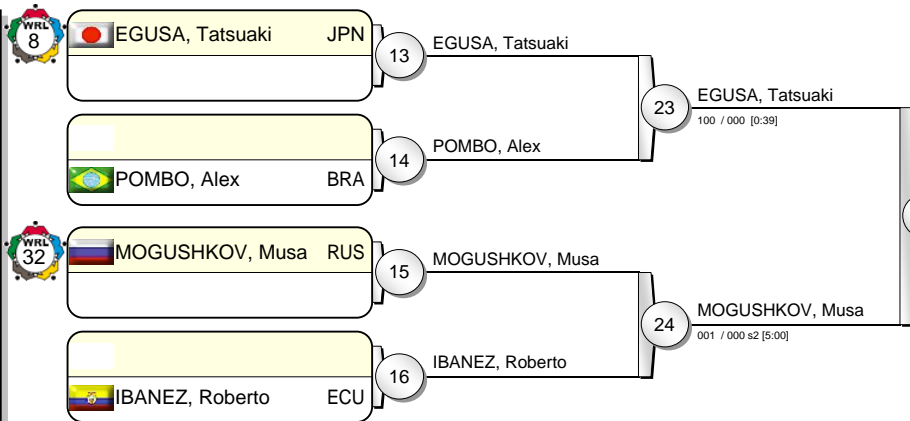 WRL
8
EGUSA, Tatsuaki JPN
13
EGUSA, Tatsuaki
23
EGUSA, Tatsuaki
100 / 000 [0:39]
POMBO, Alex BRA
14
POMBO, Alex
WRL
32
MOGUSHKOV, Musa RUS
15
MOGUSHKOV, Musa
24
MOGUSHKOV, Musa
001 / 000 s2 [5:00]
IBANEZ, Roberto ECU
16
IBANEZ, Roberto